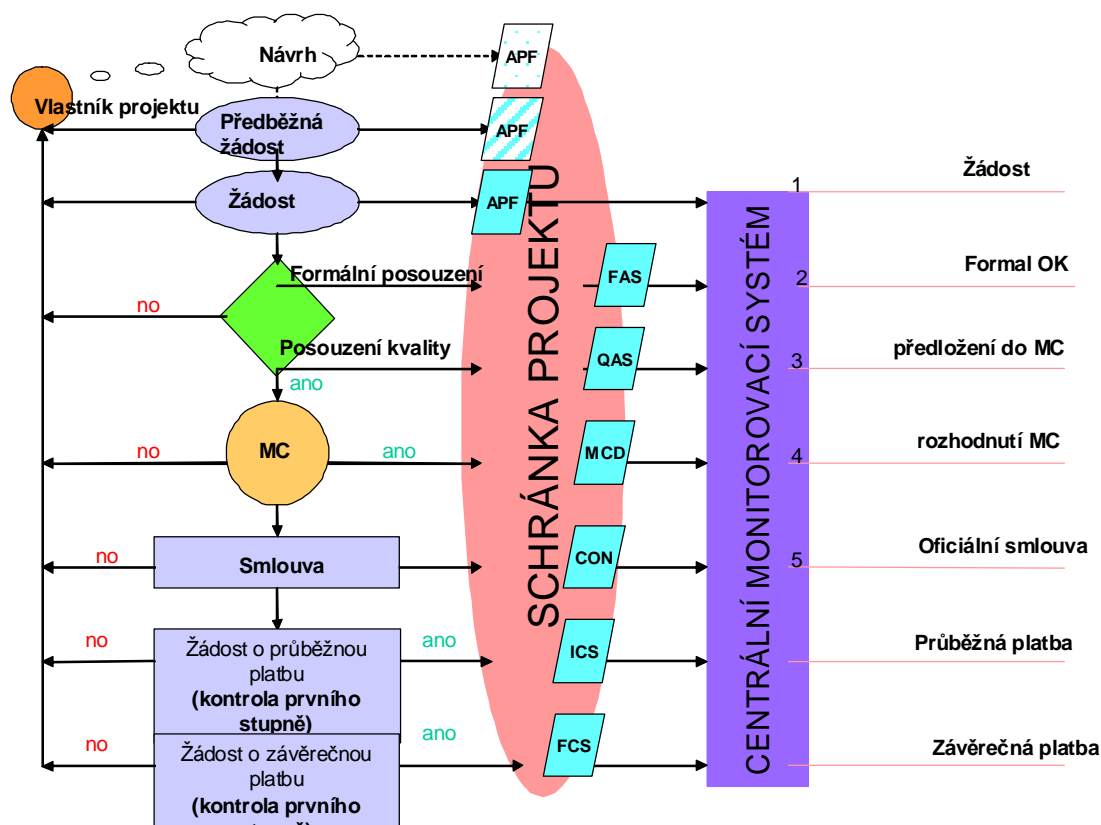 Návrh
APF
Vlastník projektu
Předběžná
žádost
APF
Žádost
APF
1
Žádost
Formální posouzení
FAS
2
Formal OK
no
Posouzení kvality
QAS
3
předložení do MC
ano
MC
no
ano
MCD
4
rozhodnutí MC
no
Smlouva
CON
5
Oficiální smlouva
no
Žádost o průběžnou
platbu
(kontrola prvního
stupně)
ano
ICS
Průběžná platba
no
Žádost o závěrečnou
platbu
(kontrola prvního
ano
FCS
Závěrečná platba
SCHRÁNKA PROJEKTU
CENTRÁLNÍ MONITOROVACÍ SYSTÉM